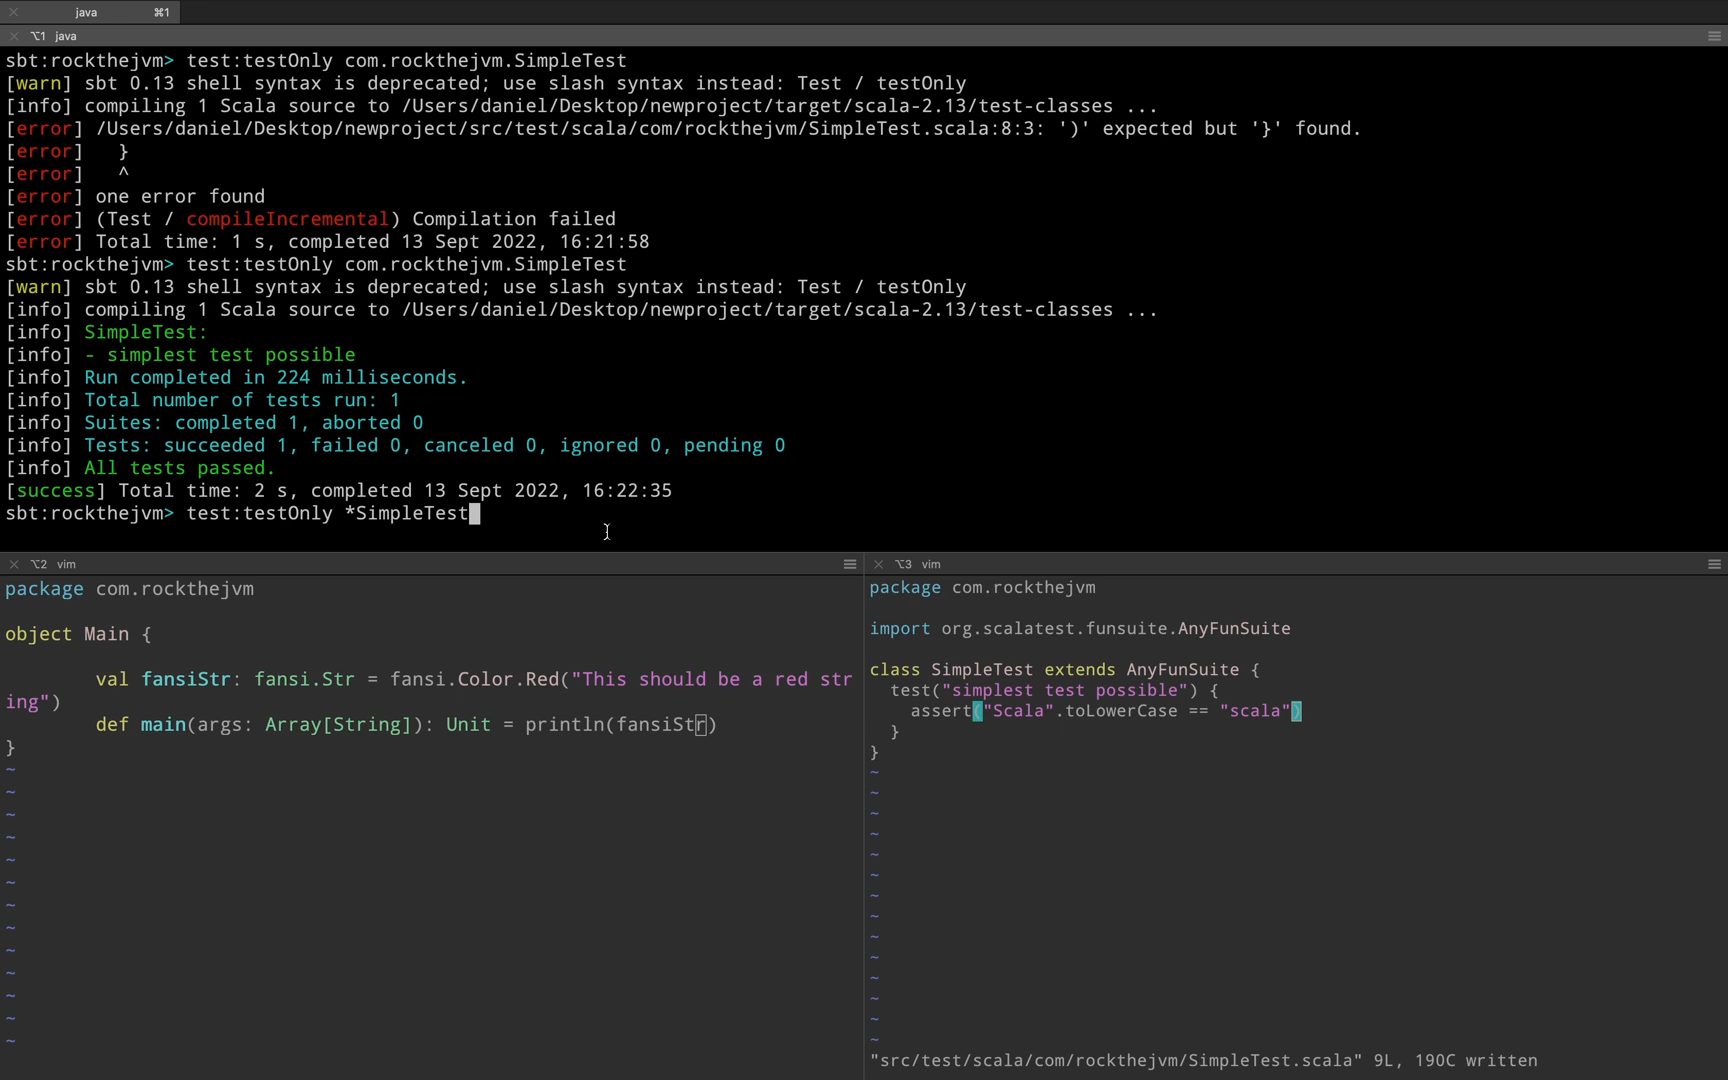 java ⌘1
⌥1 java
sbt:rockthejvm> test:testOnly com.rockthejvm.SimpleTest
[warn] sbt 0.13 shell syntax is deprecated; use slash syntax instead: Test / testOnly
[info] compiling 1 Scala source to /Users/daniel/Desktop/newproject/target/scala-2.13/test-classes ...
[error] /Users/daniel/Desktop/newproject/src/test/scala/com/rockthejvm/SimpleTest.scala:8:3: ')' expected but '}' found.
[error]   }
[error]   ^
[error] one error found
[error] (Test / compileIncremental) Compilation failed
[error] Total time: 1 s, completed 13 Sept 2022, 16:21:58
sbt:rockthejvm> test:testOnly com.rockthejvm.SimpleTest
[warn] sbt 0.13 shell syntax is deprecated; use slash syntax instead: Test / testOnly
[info] compiling 1 Scala source to /Users/daniel/Desktop/newproject/target/scala-2.13/test-classes ...
[info] SimpleTest:
[info] - simplest test possible
[info] Run completed in 224 milliseconds.
[info] Total number of tests run: 1
[info] Suites: completed 1, aborted 0
[info] Tests: succeeded 1, failed 0, canceled 0, ignored 0, pending 0
[info] All tests passed.
[success] Total time: 2 s, completed 13 Sept 2022, 16:22:35
sbt:rockthejvm> test:testOnly *SimpleTest
⌥2 vim
package com.rockthejvm
object Main {
val fansiStr: fansi.Str = fansi.Color.Red("This should be a red str
ing")
def main(args: Array[String]): Unit = println(fansiStr)
}
~
~
~
~
~
~
~
~
~
~
~
~
~
⌥3 vim
package com.rockthejvm
import org.scalatest.funsuite.AnyFunSuite
class SimpleTest extends AnyFunSuite {
test("simplest test possible") {
assert("Scala".toLowerCase == "scala")
}
}
~
~
~
~
~
~
~
~
~
~
~
~
~
~
"src/test/scala/com/rockthejvm/SimpleTest.scala" 9L, 190C written